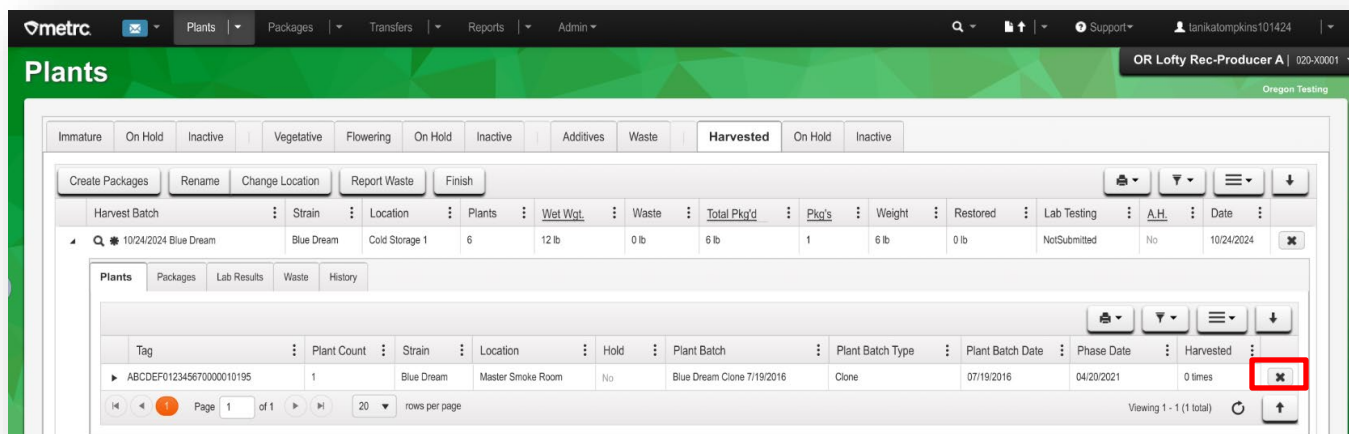 metrc Plants Packages Transfers Reports Admin Support tanikatompkins101424
OR Lofty Rec-Producer A | 020-X0001
Plants
Oregon Testing
Immature On Hold Inactive Vegetative Flowering On Hold Inactive Additives Waste Harvested On Hold Inactive
Create Packages Rename Change Location Report Waste Finish
Harvest Batch Strain Location Plants Wet Wgt. Waste Total Pkg'd Pkg's Weight Restored Lab Testing A.H. Date
10/24/2024 Blue Dream Blue Dream Cold Storage 1 6 12 lb 0 lb 6 lb 1 6 lb 0 lb NotSubmitted No 10/24/2024
Plants Packages Lab Results Waste History
Tag Plant Count Strain Location Hold Plant Batch Plant Batch Type Plant Batch Date Phase Date Harvested
ABCDEF012345670000010195 1 Blue Dream Master Smoke Room No Blue Dream Clone 7/19/2016 Clone 07/19/2016 04/20/2021 0 times
1 Page 1 of 1 20 rows per page Viewing 1 - 1 (1 total)